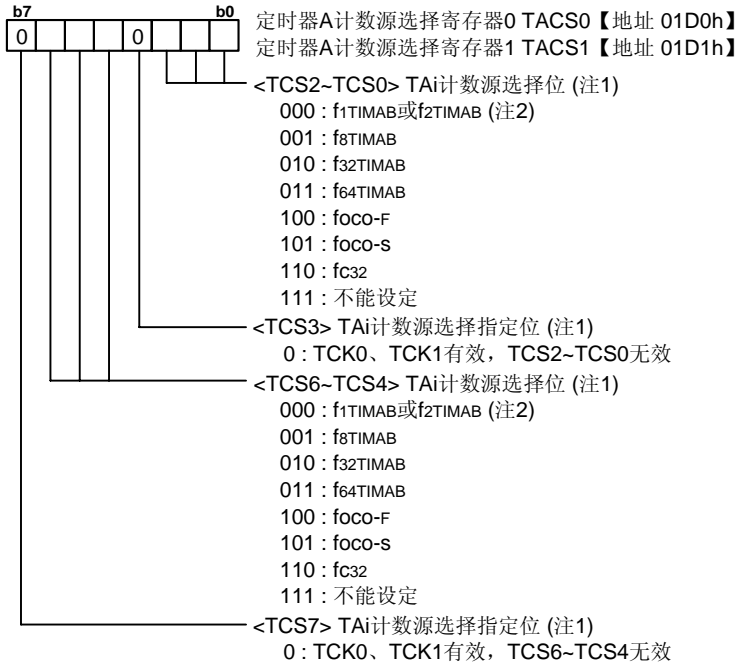 b7 b0
定时器A计数源选择寄存器0 TACS0【地址 01D0h】
0 0
定时器A计数源选择寄存器1 TACS1【地址 01D1h】
<TCS2~TCS0> TAi计数源选择位 (注1)
000 : f1TIMAB或f2TIMAB (注2)
001 : f8TIMAB
010 : f32TIMAB
011 : f64TIMAB
100 : foco-F
101 : foco-s
110 : fc32
111 : 不能设定
<TCS3> TAi计数源选择指定位 (注1)
0 : TCK0、TCK1有效，TCS2~TCS0无效
<TCS6~TCS4> TAi计数源选择位 (注1)
000 : f1TIMAB或f2TIMAB (注2)
001 : f8TIMAB
010 : f32TIMAB
011 : f64TIMAB
100 : foco-F
101 : foco-s
110 : fc32
111 : 不能设定
<TCS7> TAi计数源选择指定位 (注1)
0 : TCK0、TCK1有效，TCS6~TCS4无效